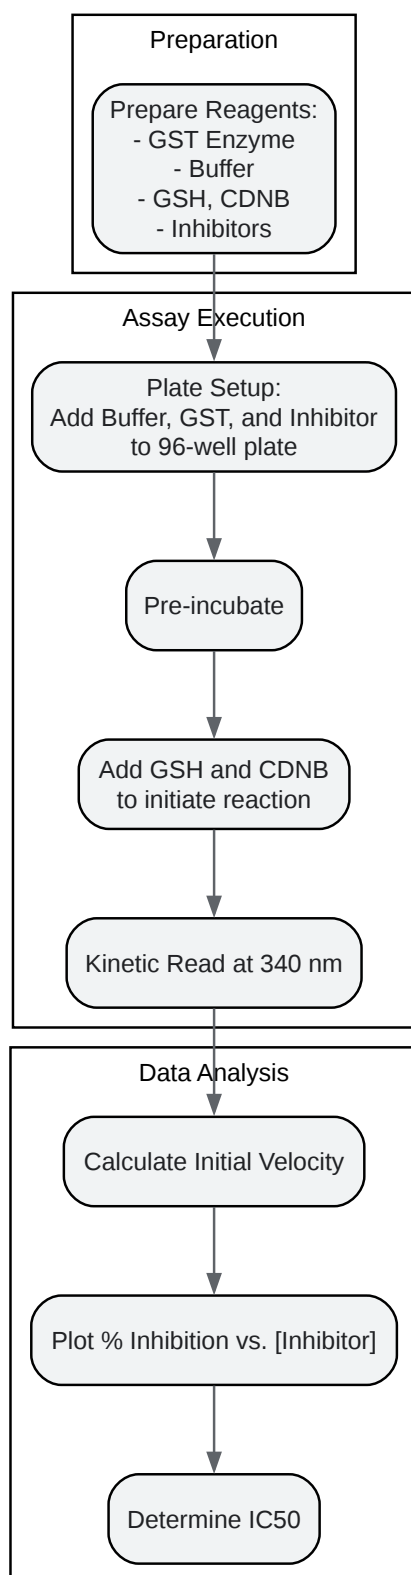 Preparation
Prepare Reagents:
- GST Enzyme
- Buffer
- GSH, CDNB
- Inhibitors
Assay Execution
Plate Setup:
Add Buffer, GST, and Inhibitor
to 96-well plate
Pre-incubate
Add GSH and CDNB
to initiate reaction
Kinetic Read at 340 nm
Data Analysis
Calculate Initial Velocity
Plot % Inhibition vs. [Inhibitor]
Determine IC50